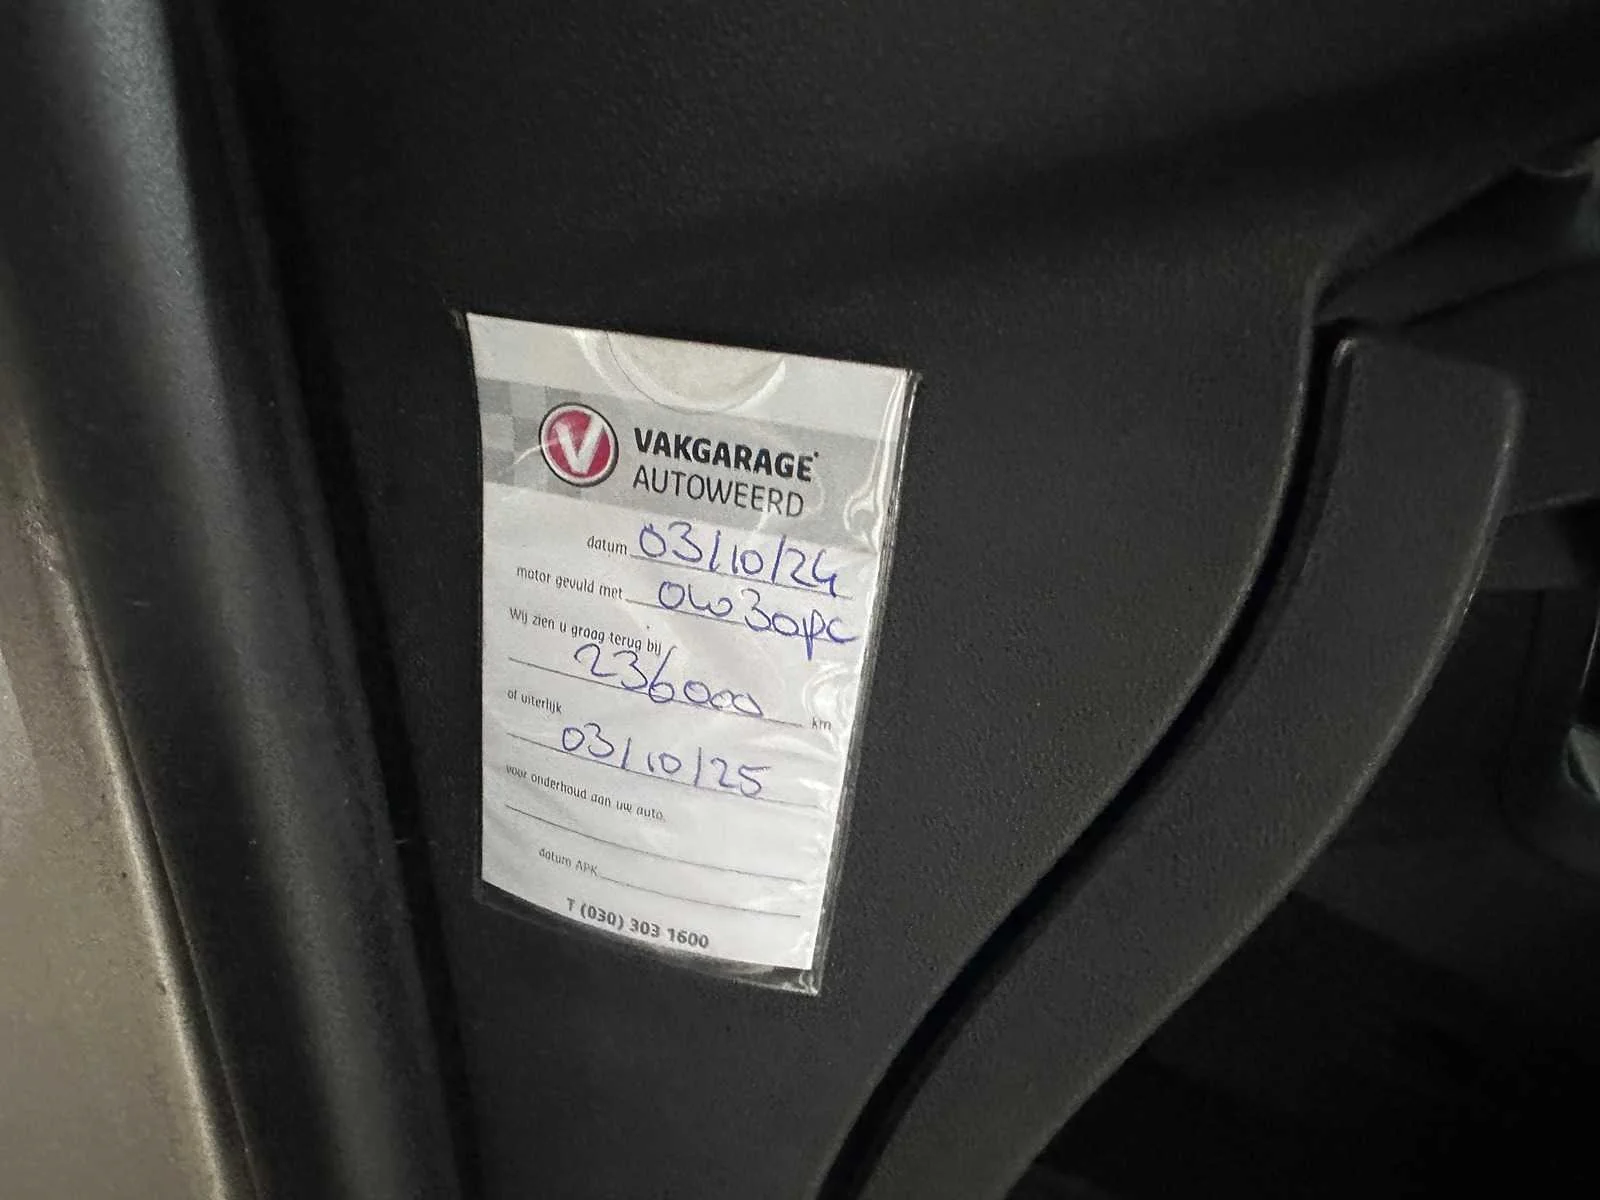 V VAKGARAGE
AUTOWEERD
datum 03/10/24
motor gevuld met 0w30pc
Wij zien u graag terug bij
236000 km
of uiterlijk
03/10/25
voor onderhoud aan uw auto.
datum APK
T (030) 303 1600